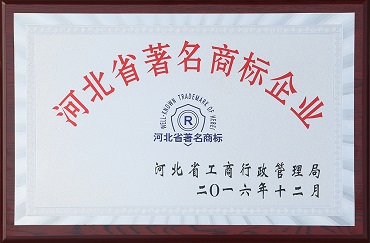 河北省著名商标企业
WELL-KNOWN TRADEMARK OF HEBEI
R
河北省著名商标
河北省工商行政管理局
二〇一六年十二月